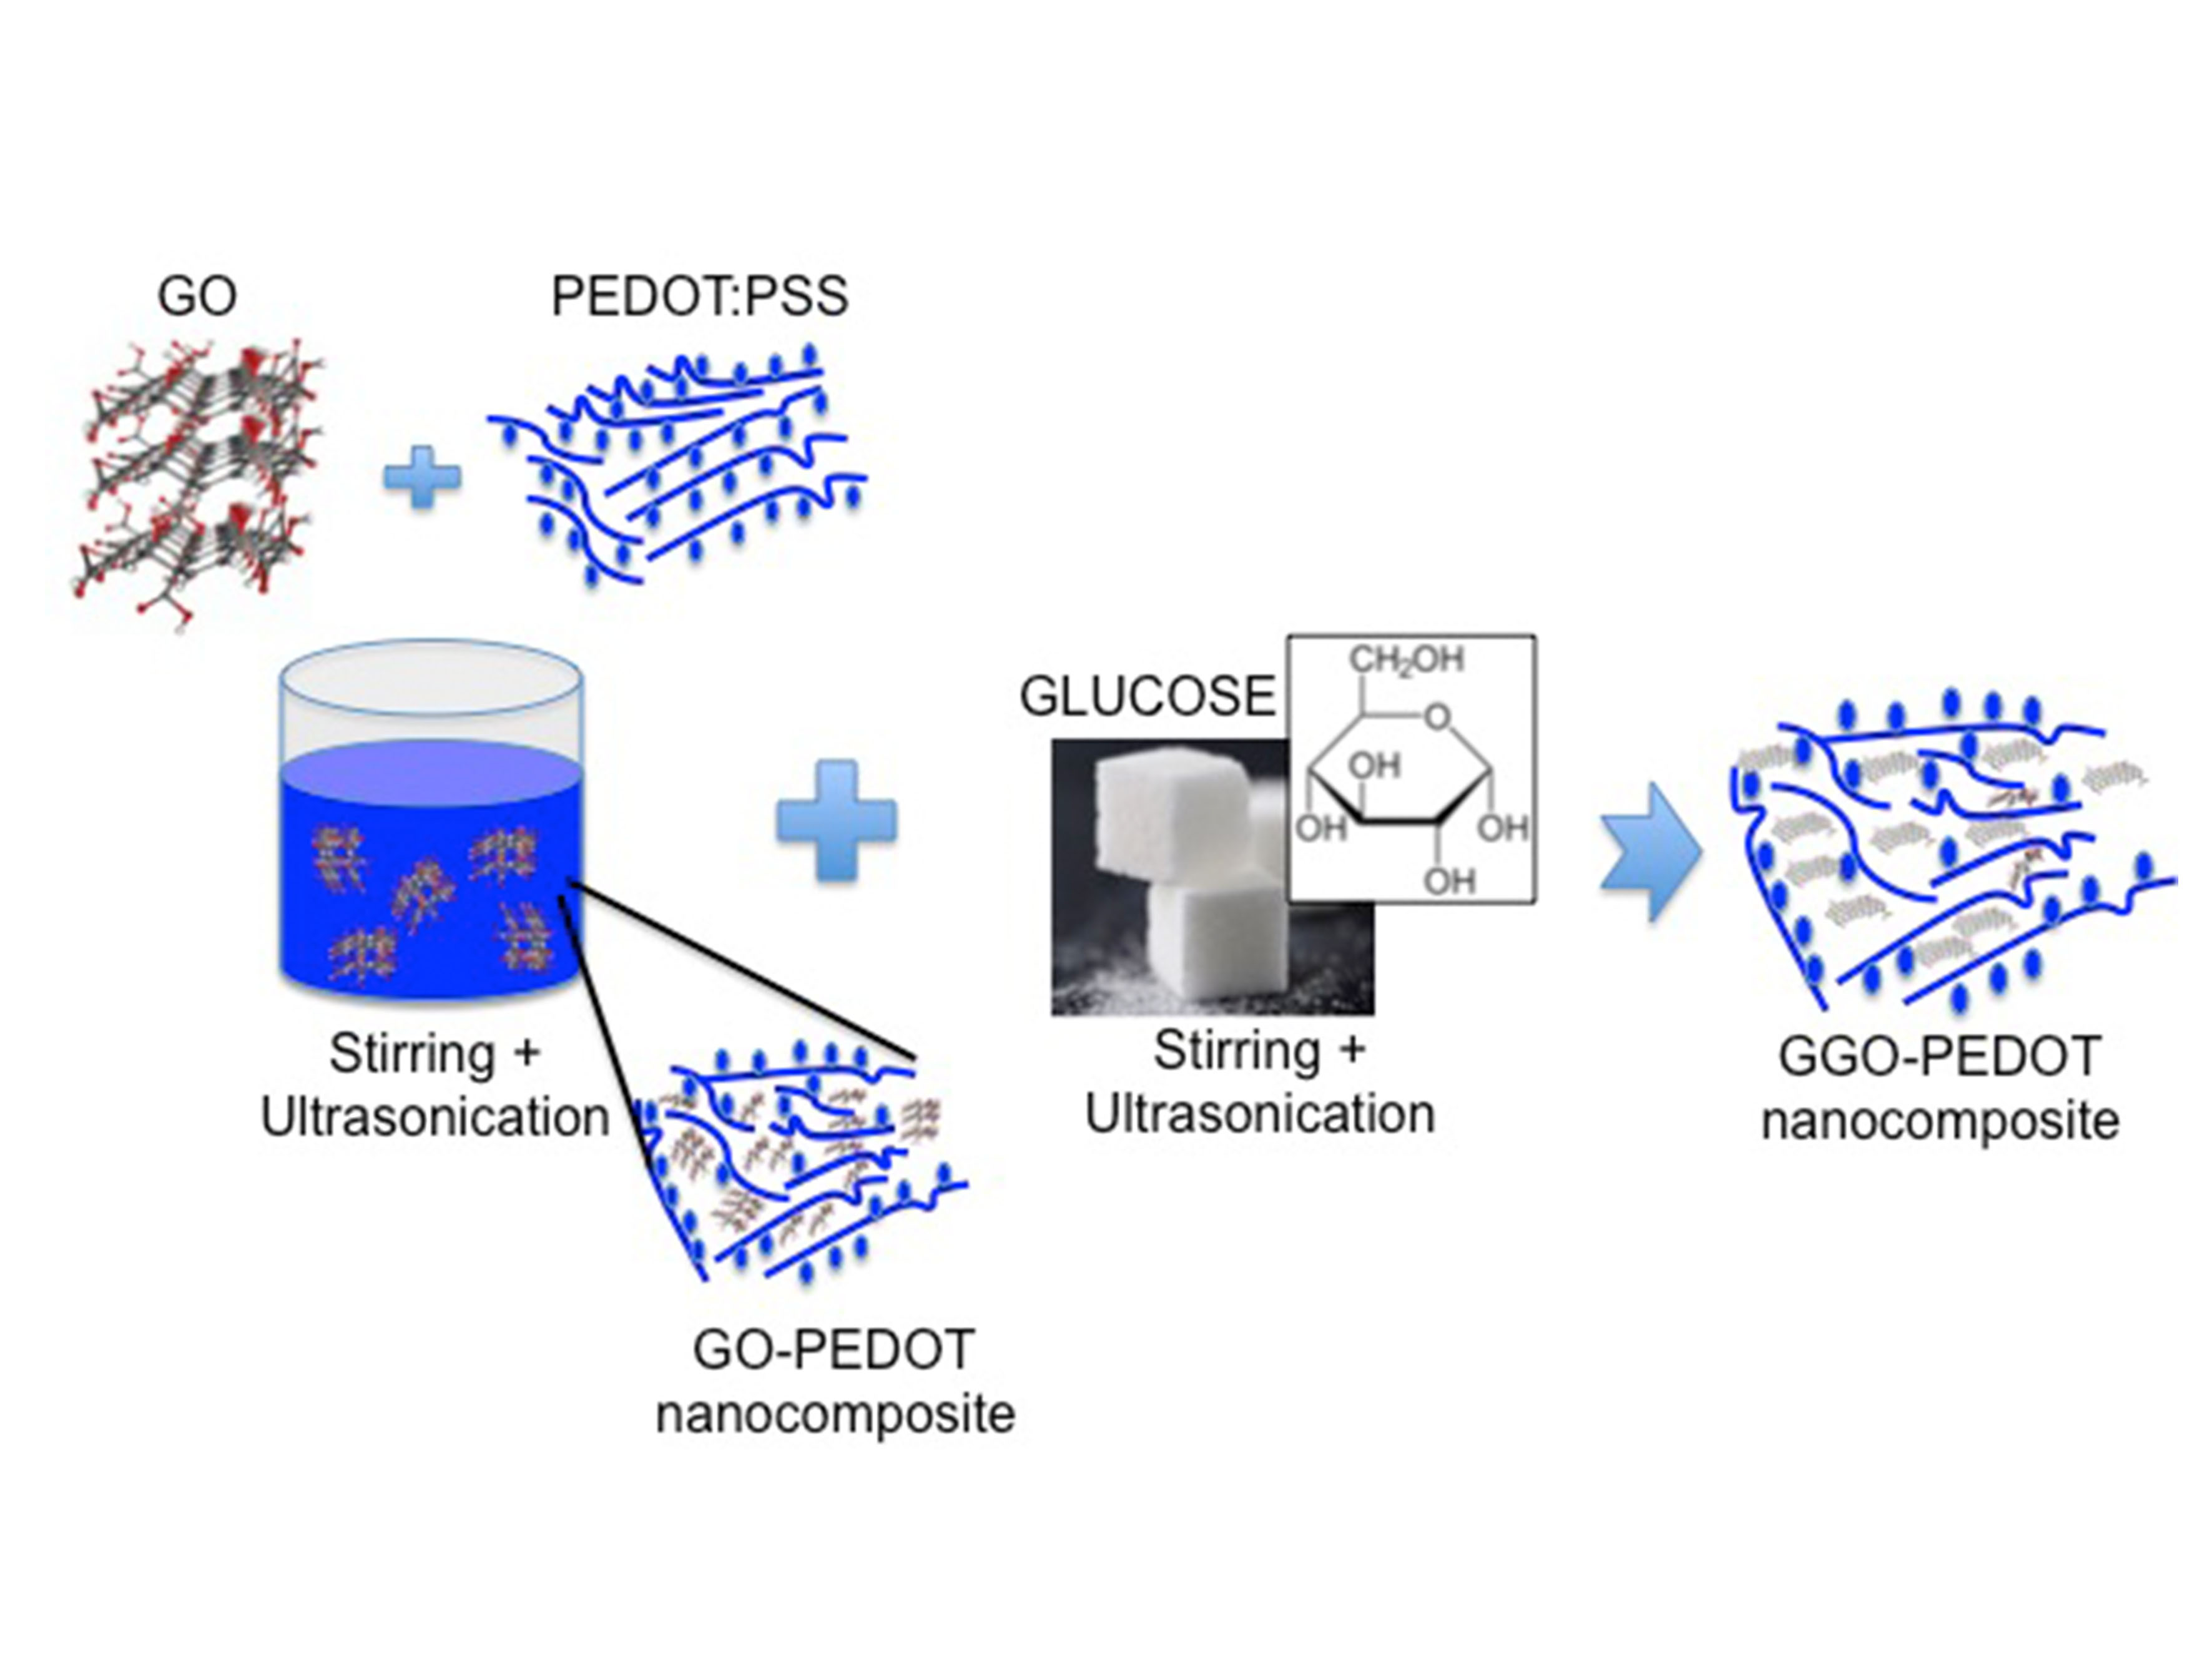 GO
PEDOT:PSS
GLUCOSE
CH₂OH
O
OH
OH
OH
OH
Stirring +
Ultrasonication
Stirring +
Ultrasonication
GGO-PEDOT
nanocomposite
GO-PEDOT
nanocomposite